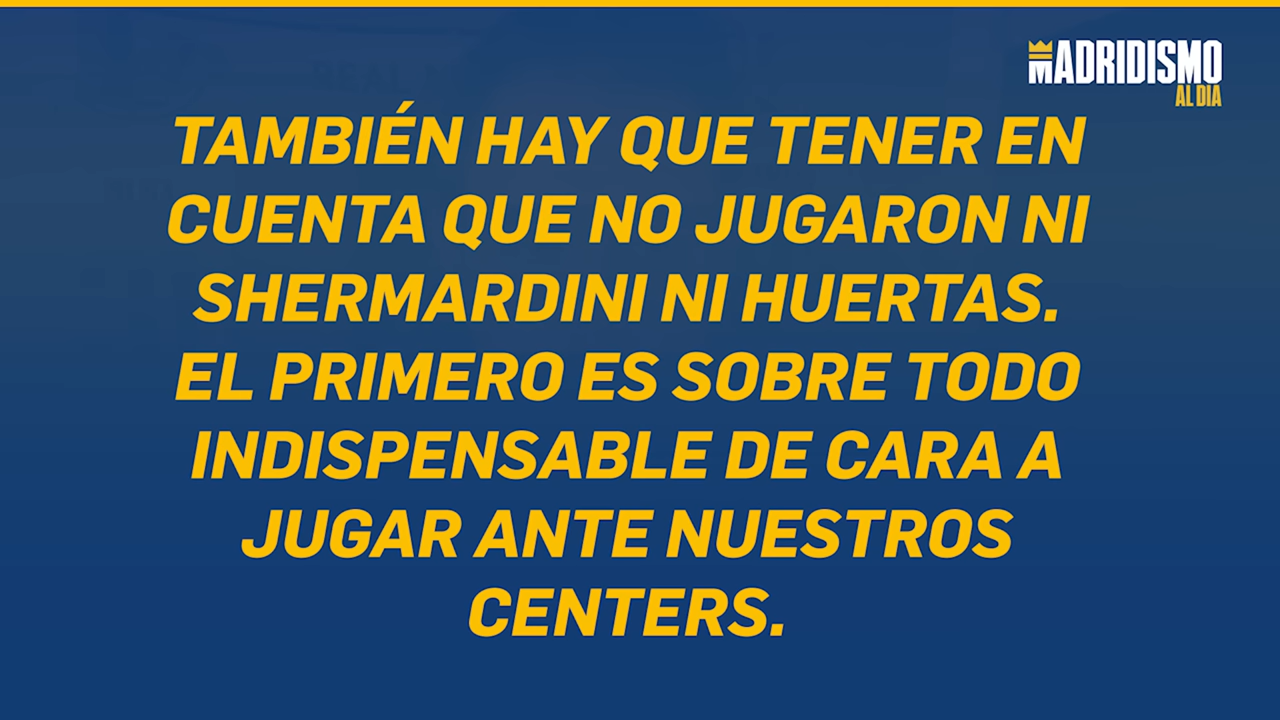 MADRIDISMO
AL DIA
TAMBIÉN HAY QUE TENER EN
CUENTA QUE NO JUGARON NI
SHERMARDINI NI HUERTAS.
EL PRIMERO ES SOBRE TODO
INDISPENSABLE DE CARA A
JUGAR ANTE NUESTROS
CENTERS.